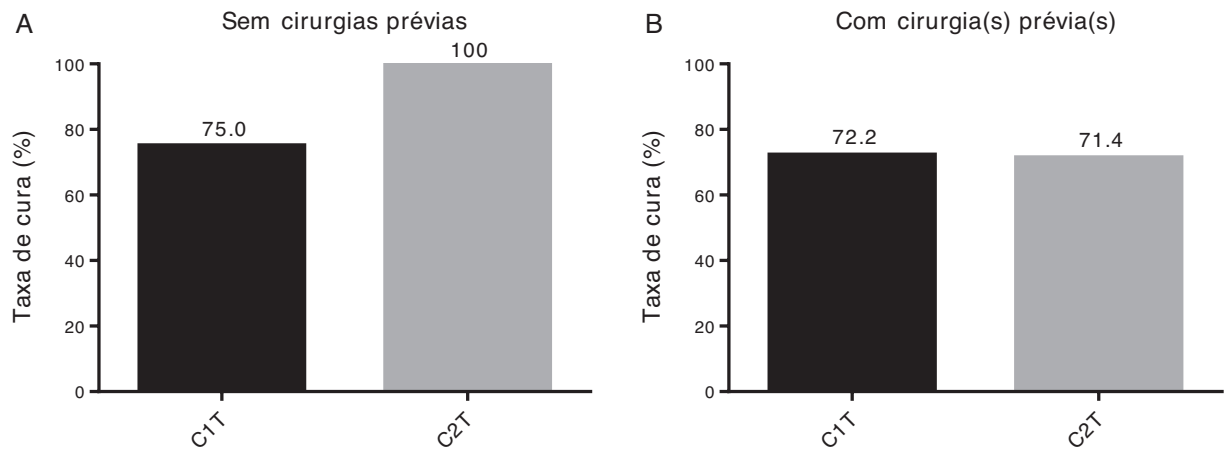 A
Sem cirurgias prévias
100
75.0
Taxa de cura (%)
100
80
60
40
20
0
C1T
C2T
B
Com cirurgia(s) prévia(s)
72.2
71.4
Taxa de cura (%)
100
80
60
40
20
0
C1T
C2T